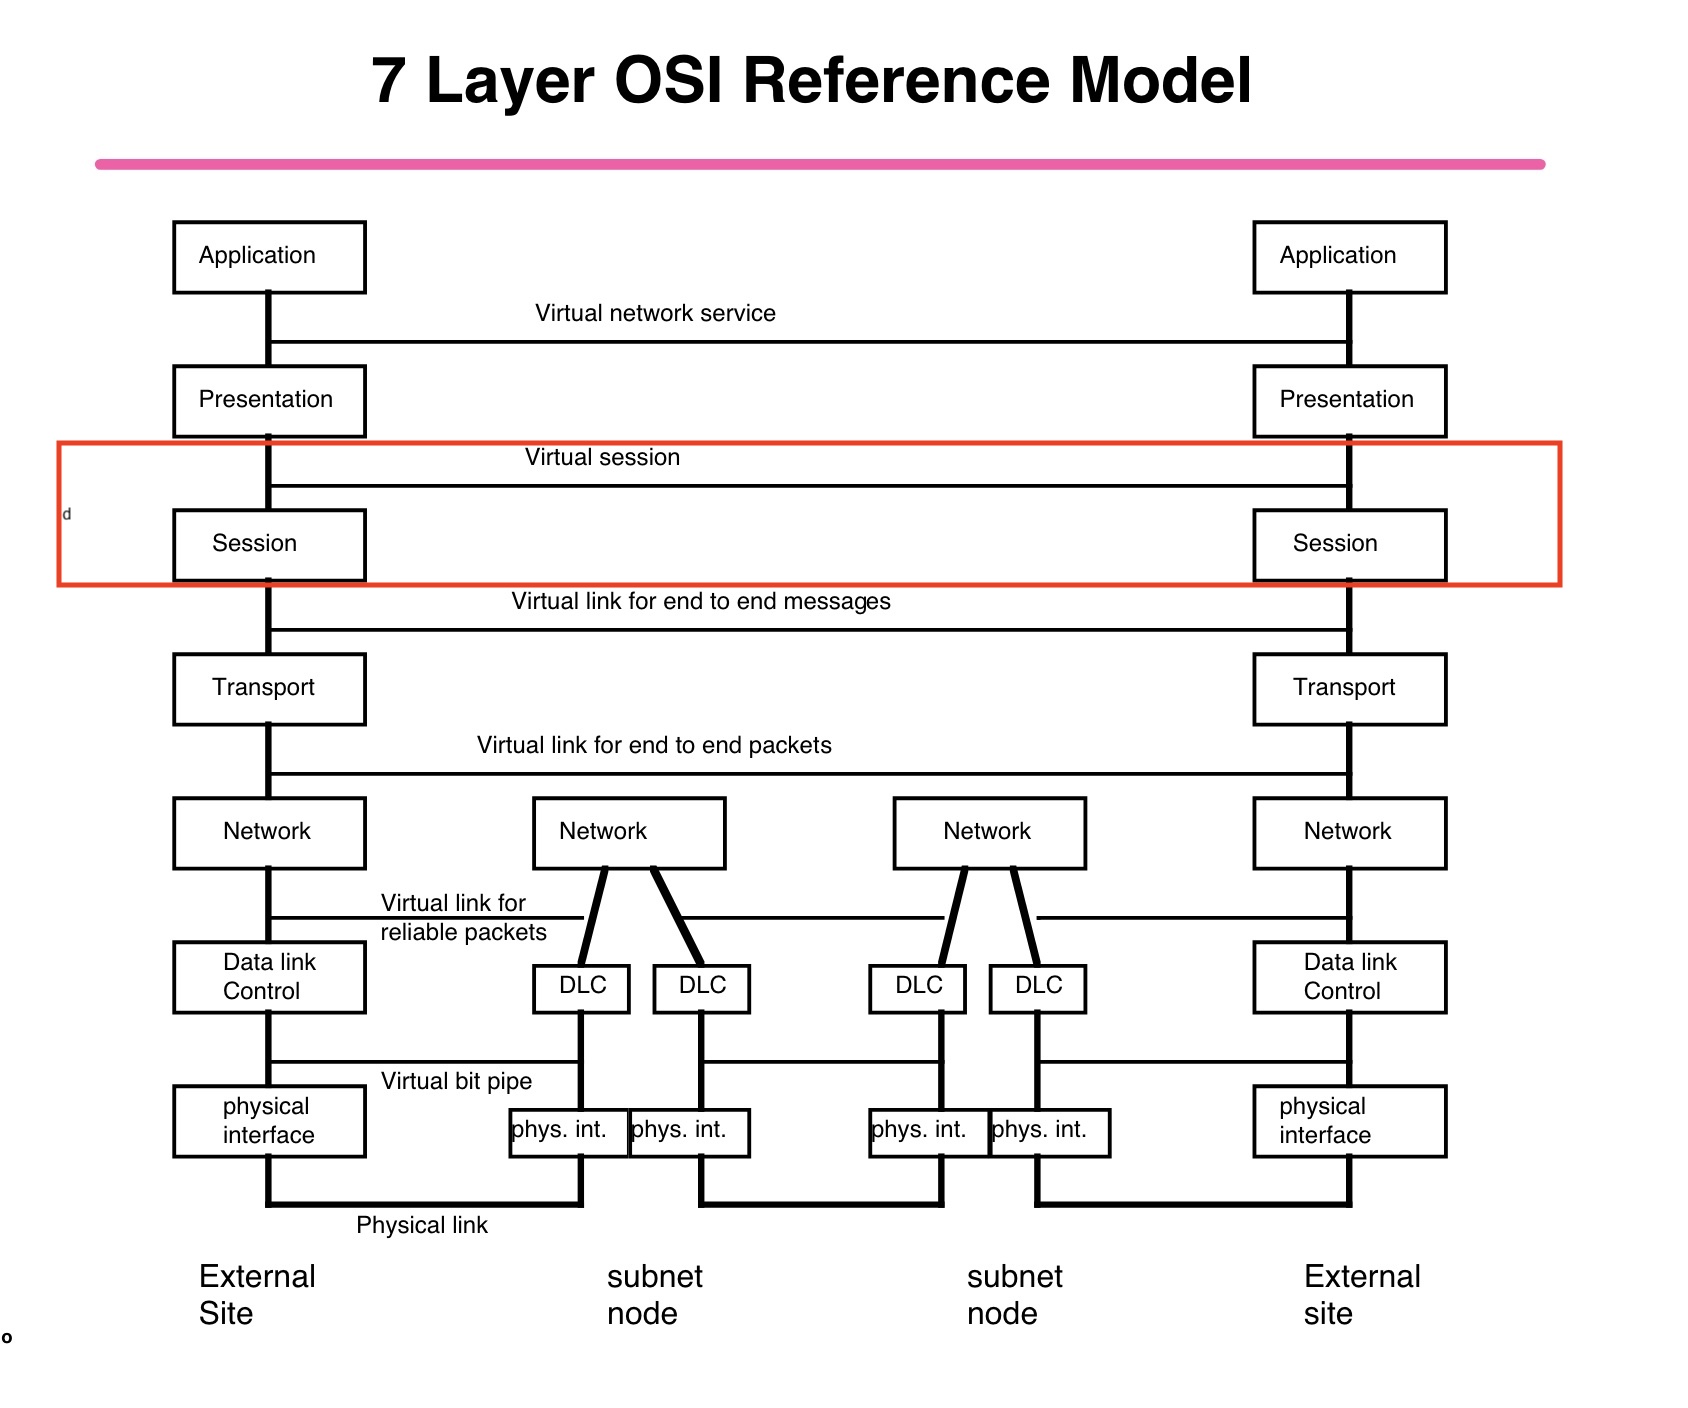 7 Layer OSI Reference Model
Application
Application
Virtual network service
Presentation
Presentation
Virtual session
d
Session
Session
Virtual link for end to end messages
Transport
Transport
Virtual link for end to end packets
Network
Network
Network
Network
Virtual link for
reliable packets
Data link
Control
DLC
DLC
DLC
DLC
Data link
Control
Virtual bit pipe
physical
interface
phys. int.
phys. int.
phys. int.
phys. int.
physical
interface
Physical link
External
Site
subnet
node
subnet
node
External
site
o